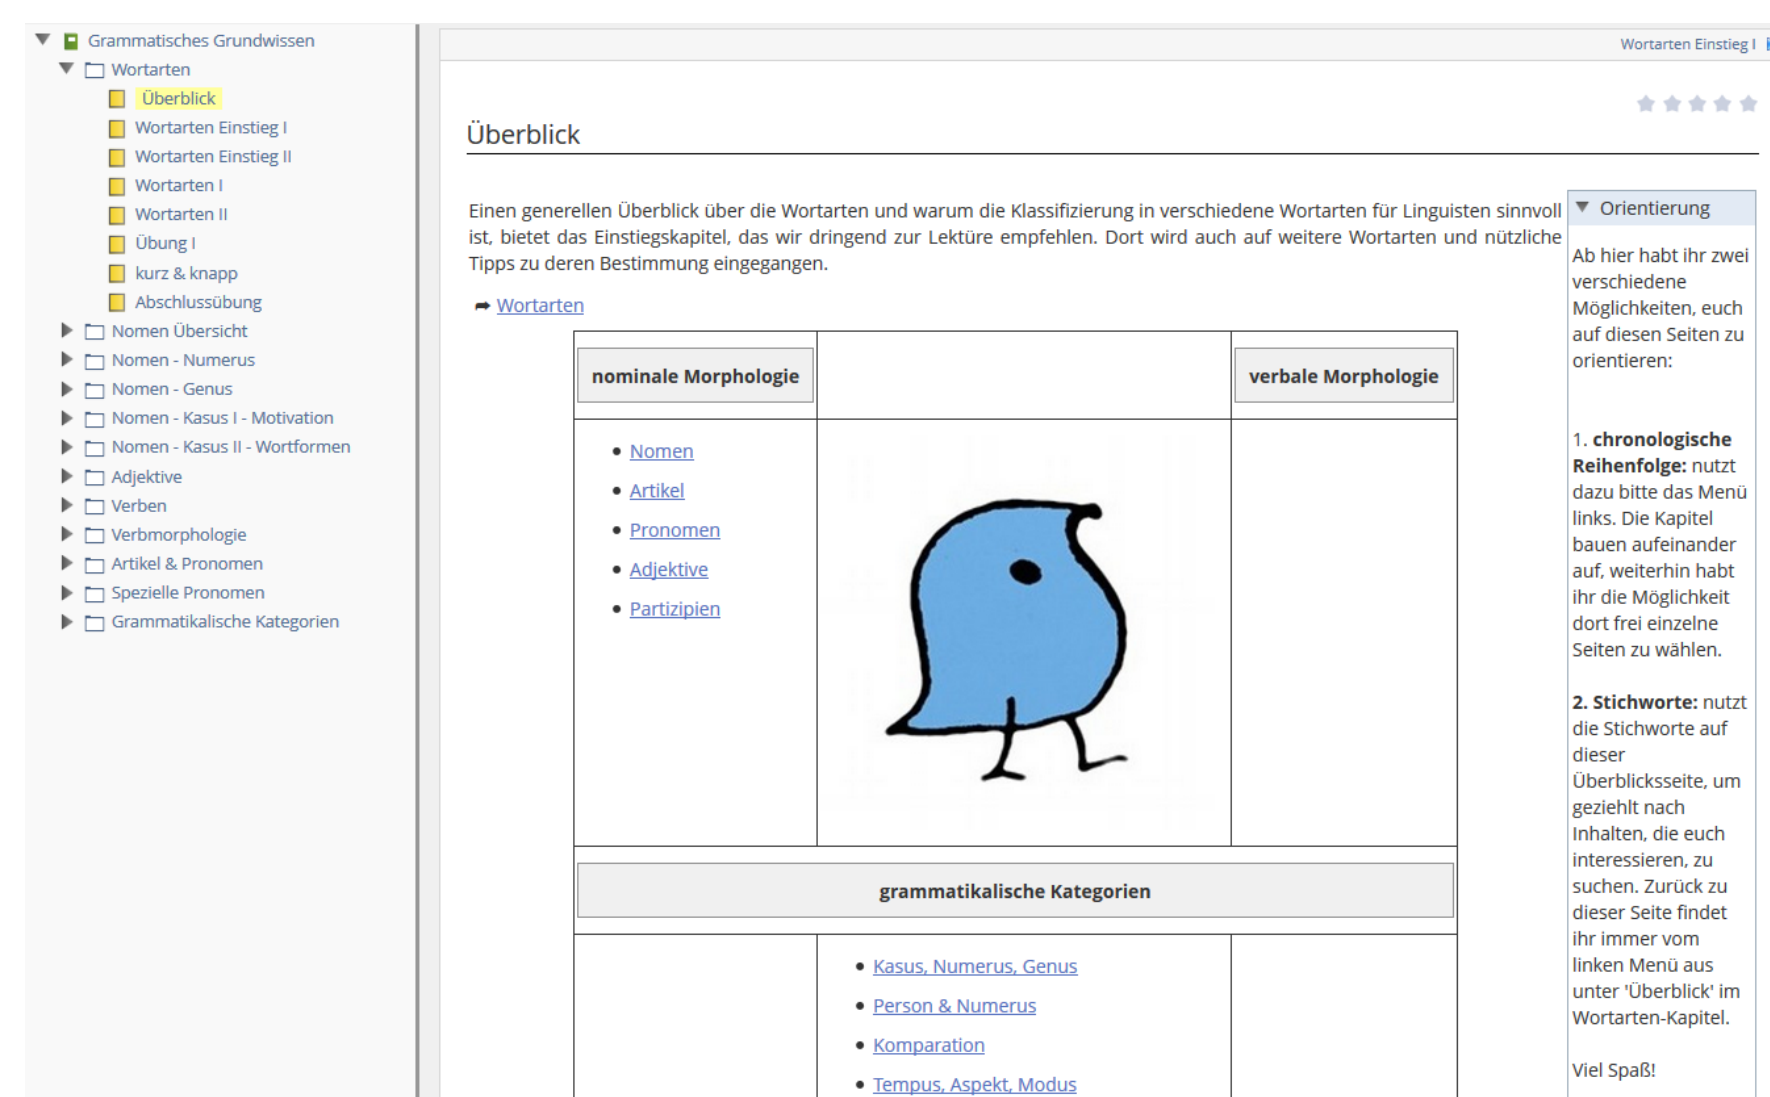 Grammatisches Grundwissen
Wortarten
Überblick
Wortarten Einstieg I
Wortarten Einstieg II
Wortarten I
Wortarten II
Übung I
kurz & knapp
Abschlussübung
Nomen Übersicht
Nomen - Numerus
Nomen - Genus
Nomen - Kasus I - Motivation
Nomen - Kasus II - Wortformen
Adjektive
Verben
Verbmorphologie
Artikel & Pronomen
Spezielle Pronomen
Grammatikalische Kategorien
Wortarten Einstieg I
Überblick
Einen generellen Überblick über die Wortarten und warum die Klassifizierung in verschiedene Wortarten für Linguisten sinnvoll
ist, bietet das Einstiegskapitel, das wir dringend zur Lektüre empfehlen. Dort wird auch auf weitere Wortarten und nützliche
Tipps zu deren Bestimmung eingegangen.
➦ Wortarten
nominale Morphologie
verbale Morphologie
• Nomen
• Artikel
• Pronomen
• Adjektive
• Partizipien
grammatikalische Kategorien
• Kasus, Numerus, Genus
• Person & Numerus
• Komparation
• Tempus, Aspekt, Modus
Orientierung
Ab hier habt ihr zwei
verschiedene
Möglichkeiten, euch
auf diesen Seiten zu
orientieren:
1. chronologische
Reihenfolge: nutzt
dazu bitte das Menü
links. Die Kapitel
bauen aufeinander
auf, weiterhin habt
ihr die Möglichkeit
dort frei einzelne
Seiten zu wählen.
2. Stichworte: nutzt
die Stichworte auf
dieser
Überblicksseite, um
geziehlt nach
Inhalten, die euch
interessieren, zu
suchen. Zurück zu
dieser Seite findet
ihr immer vom
linken Menü aus
unter 'Überblick' im
Wortarten-Kapitel.
Viel Spaß!